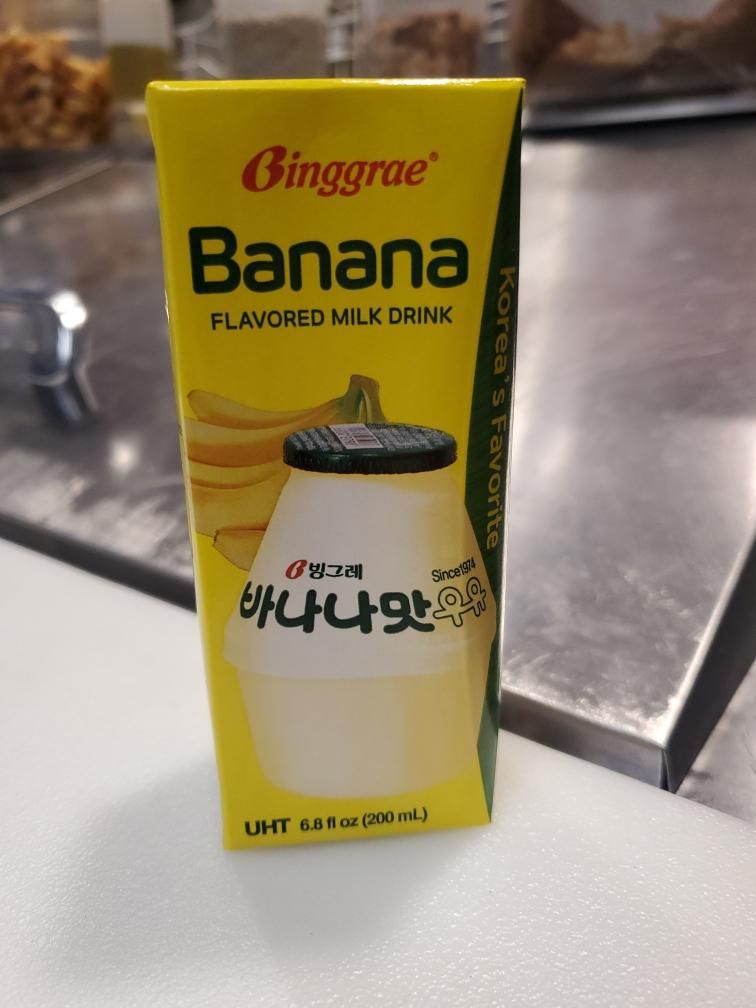 Binggrae®
Banana
FLAVORED MILK DRINK
Korea's Favorite
빙그레
Since1974
바나나맛우유
UHT 6.8 fl oz (200 mL)